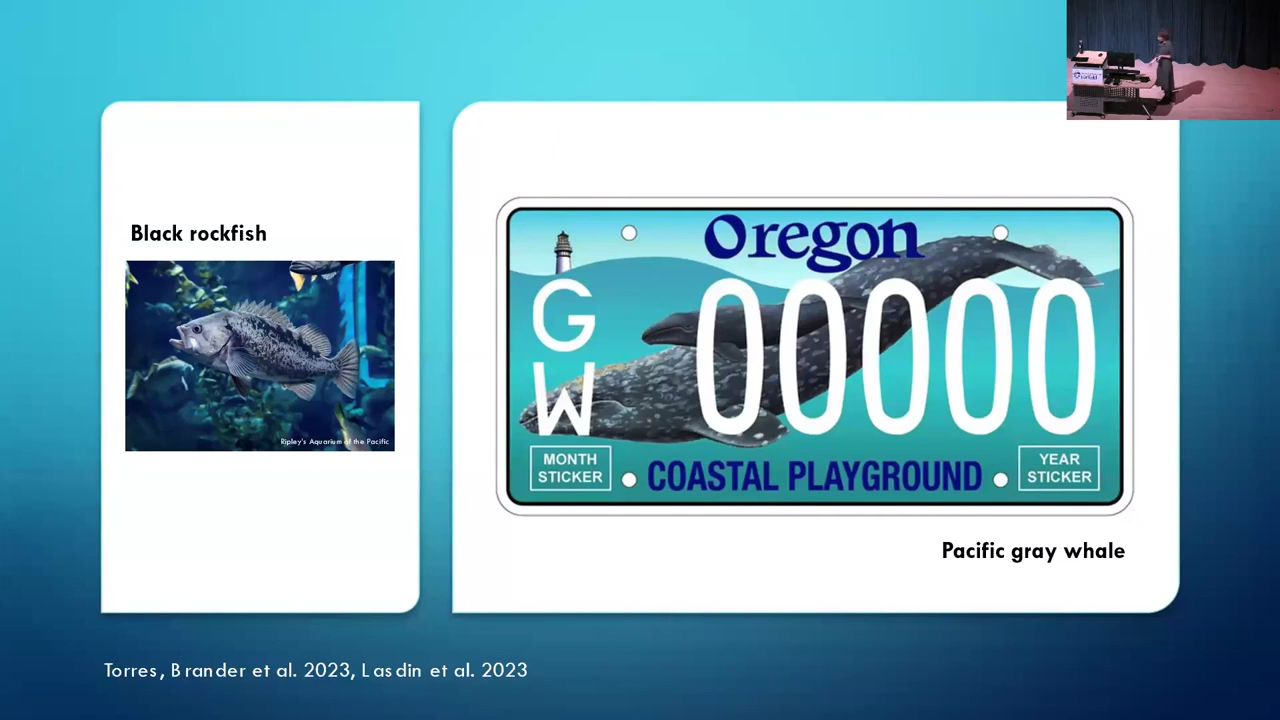 Black rockfish
Ripley's Aquarium of the Pacific
Oregon
G
W
00000
MONTH
STICKER
COASTAL PLAYGROUND
YEAR
STICKER
Pacific gray whale
Torres, Brander et al. 2023, Lasdin et al. 2023